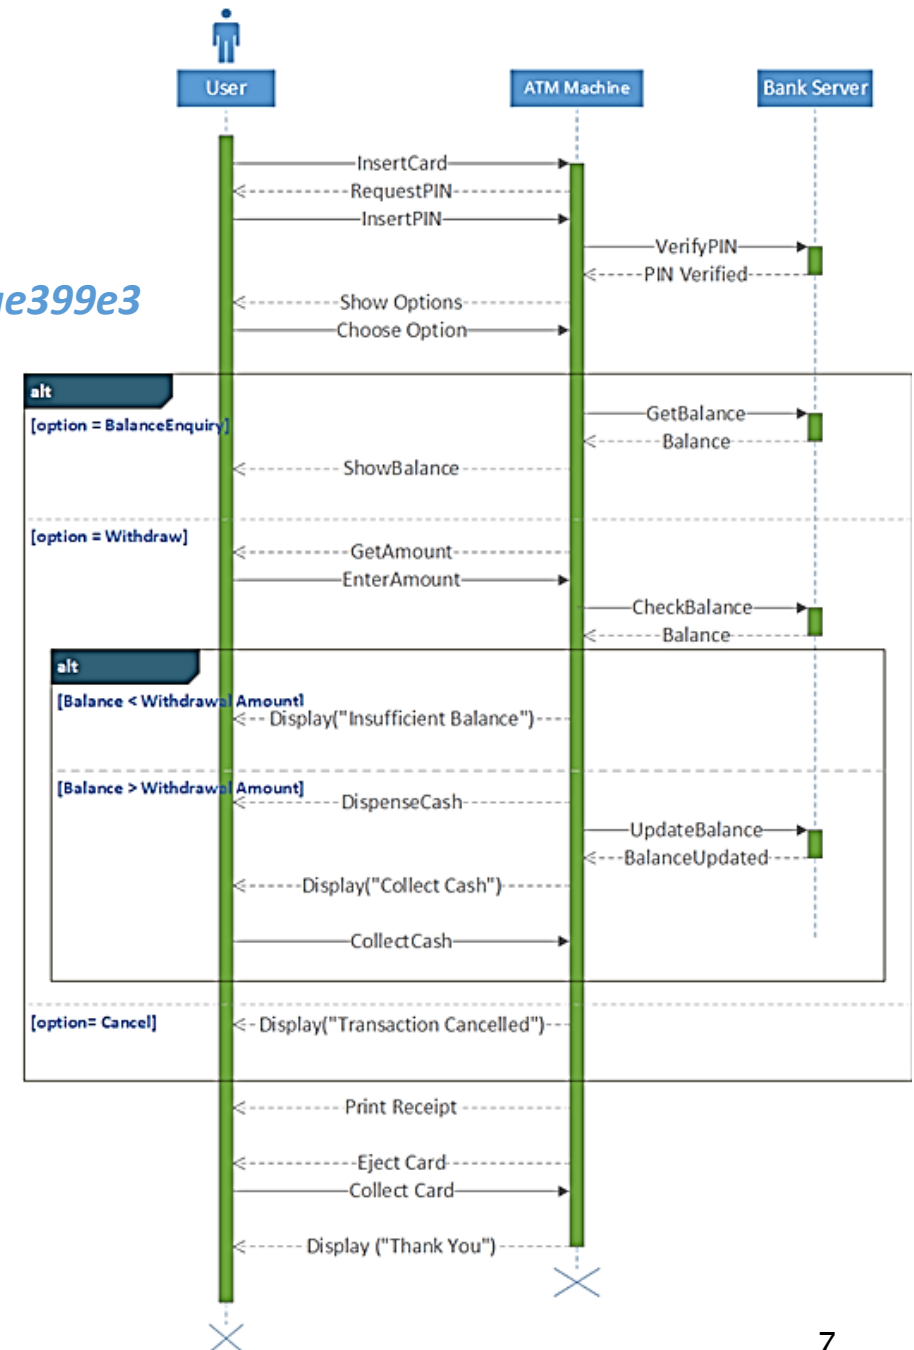 User
ATM Machine
Bank Server
InsertCard
RequestPIN
InsertPIN
VerifyPIN
PIN Verified
e399e3
Show Options
Choose Option
alt
[option = BalanceEnquiry]
GetBalance
Balance
ShowBalance
[option = Withdraw]
GetAmount
EnterAmount
CheckBalance
Balance
alt
[Balance < Withdrawal Amount]
Display("Insufficient Balance")
[Balance > Withdrawal Amount]
DispenseCash
UpdateBalance
BalanceUpdated
Display("Collect Cash")
CollectCash
[option= Cancel]
Display("Transaction Cancelled")
Print Receipt
Eject Card
Collect Card
Display ("Thank You")
7